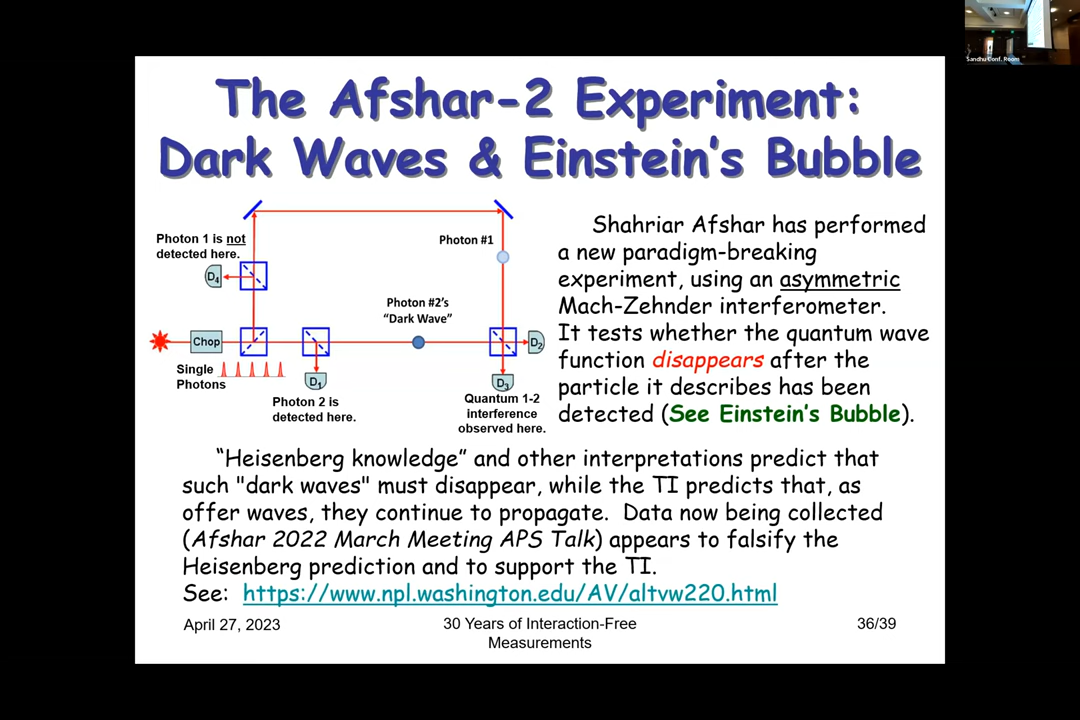 Sandhu Conf. Room
The Afshar-2 Experiment:
Dark Waves & Einstein's Bubble
Photon 1 is not
detected here.
D4
Photon #1
Photon #2's
"Dark Wave"
Chop
Single
Photons
D1
Photon 2 is
detected here.
D2
D3
Quantum 1-2
interference
observed here.
Shahriar Afshar has performed
a new paradigm-breaking
experiment, using an asymmetric
Mach-Zehnder interferometer.
It tests whether the quantum wave
function disappears after the
particle it describes has been
detected (See Einstein's Bubble).
"Heisenberg knowledge" and other interpretations predict that
such "dark waves" must disappear, while the TI predicts that, as
offer waves, they continue to propagate. Data now being collected
(Afshar 2022 March Meeting APS Talk) appears to falsify the
Heisenberg prediction and to support the TI.
See: https://www.npl.washington.edu/AV/altvw220.html
April 27, 2023
30 Years of Interaction-Free
Measurements
36/39